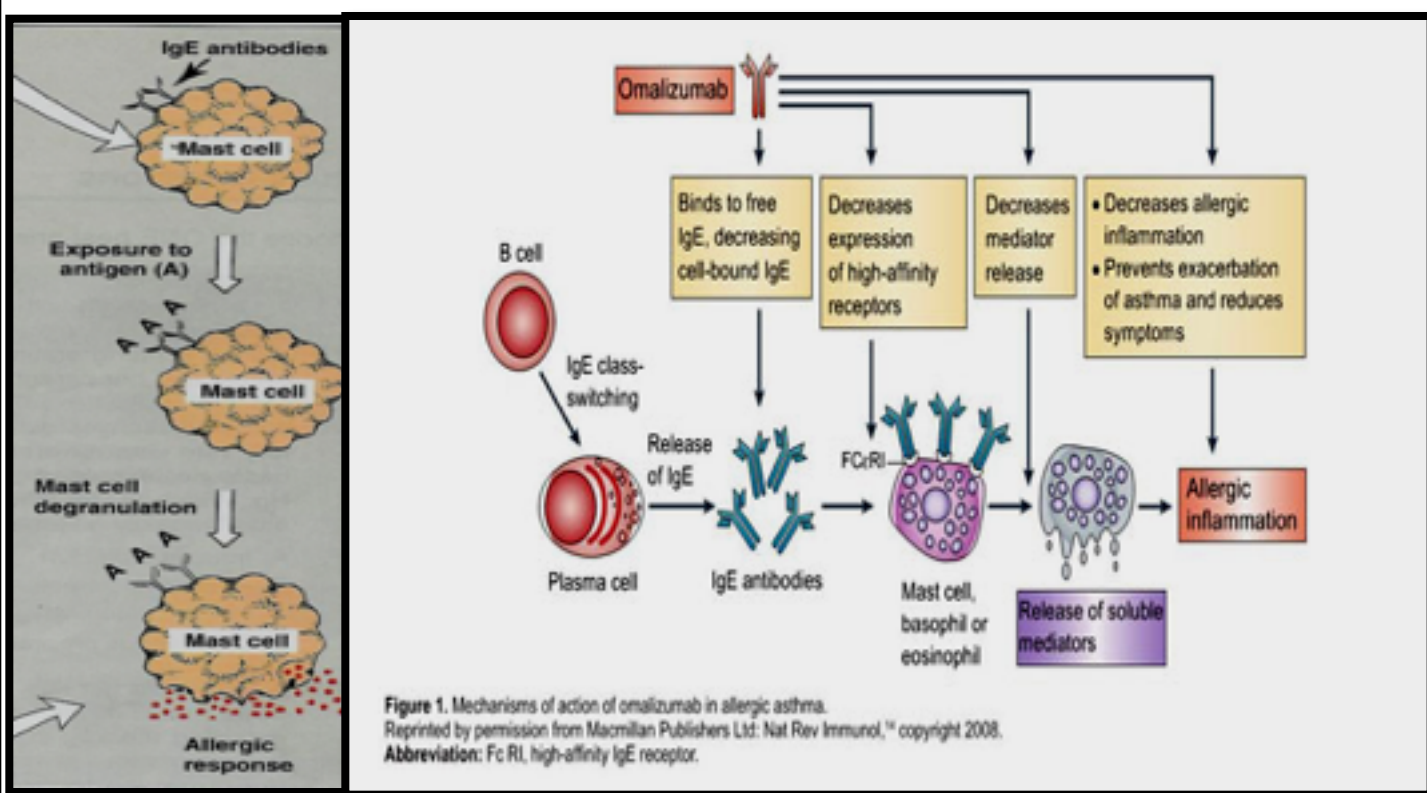 IgE antibodies
Mast cell
Exposure to
antigen (A)
A A A
Mast cell
Mast cell
degranulation
A A A
Mast cell
Allergic
response
Omalizumab
Binds to free
IgE, decreasing
cell-bound IgE
Decreases
expression
of high-affinity
receptors
Decreases
mediator
release
• Decreases allergic
inflammation
• Prevents exacerbation
of asthma and reduces
symptoms
B cell
IgE class-
switching
Release
of IgE
FCεRI
Plasma cell
IgE antibodies
Mast cell,
basophil or
eosinophil
Release of soluble
mediators
Allergic
inflammation
Figure 1. Mechanisms of action of omalizumab in allergic asthma.
Reprinted by permission from Macmillan Publishers Ltd: Nat Rev Immunol, copyright 2008.
Abbreviation: Fc RI, high-affinity IgE receptor.